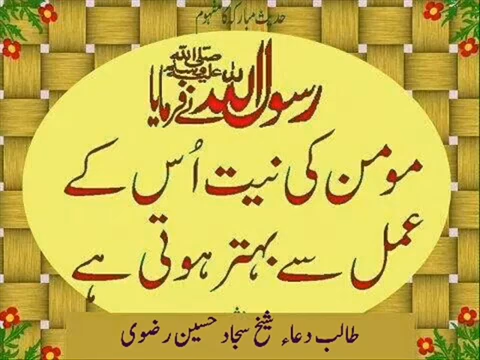 حدیث مبارکہ کا مفہوم
رسول اللہ صلی اللہ علیہ وسلم نے فرمایا
مومن کی نیت اُس کے
عمل سے بہتر ہوتی ہے
طالب دعاء شیخ سجاد حسین رضوی